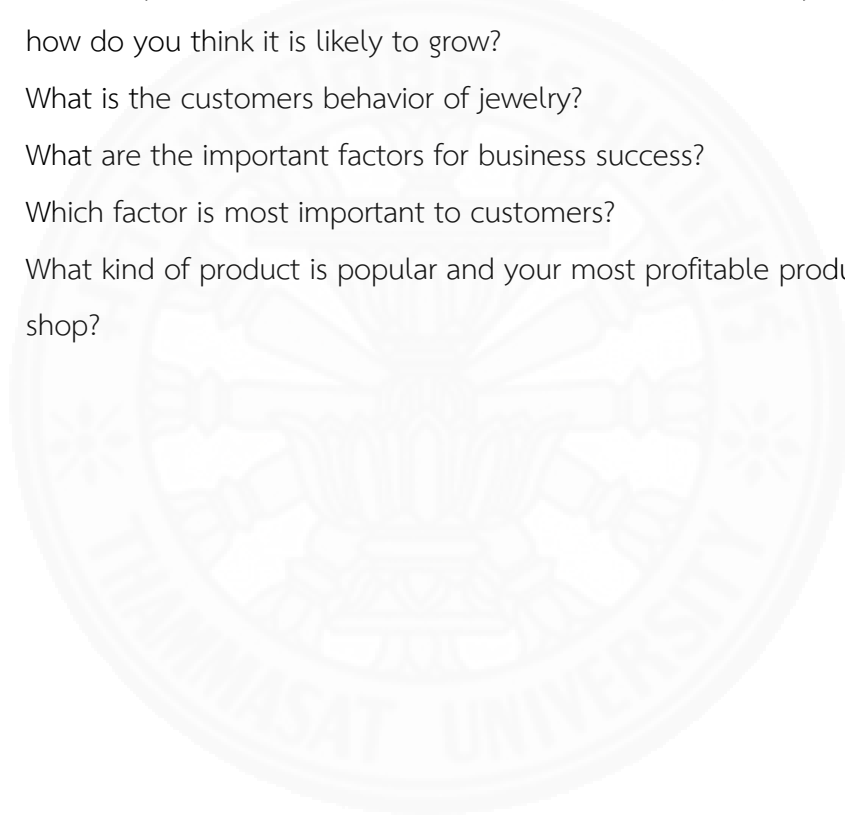 how do you think it is likely to grow?
What is the customers behavior of jewelry?
What are the important factors for business success?
Which factor is most important to customers?
What kind of product is popular and your most profitable
shop?
THAMMASAT UNIVERSITY